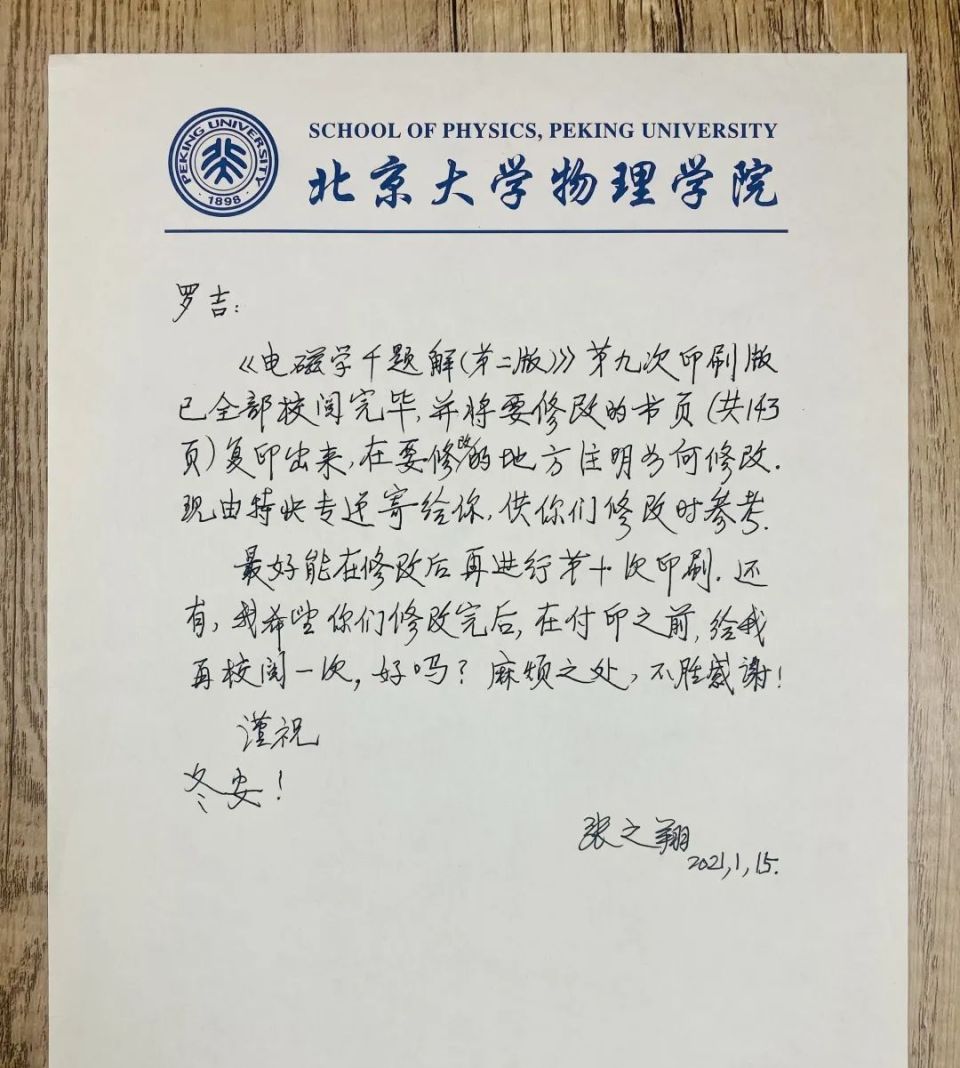 PEKING UNIVERSITY
1898
SCHOOL OF PHYSICS, PEKING UNIVERSITY
北京大学物理学院
罗吉：
《电磁学千题解(第二版)》第九次印刷版
已全部校阅完毕,并将要修改的书页(共143
页)复印出来,在要修改的地方注明如何修改.
现由特快专递寄给你,供你们修改时参考.
最好能在修改后再进行第十次印刷.还
有,我希望你们修改完后,在付印之前,给我
再校阅一次,好吗?麻烦之处,不胜感谢!
谨祝
冬安!
张之翔
2021,1,15.